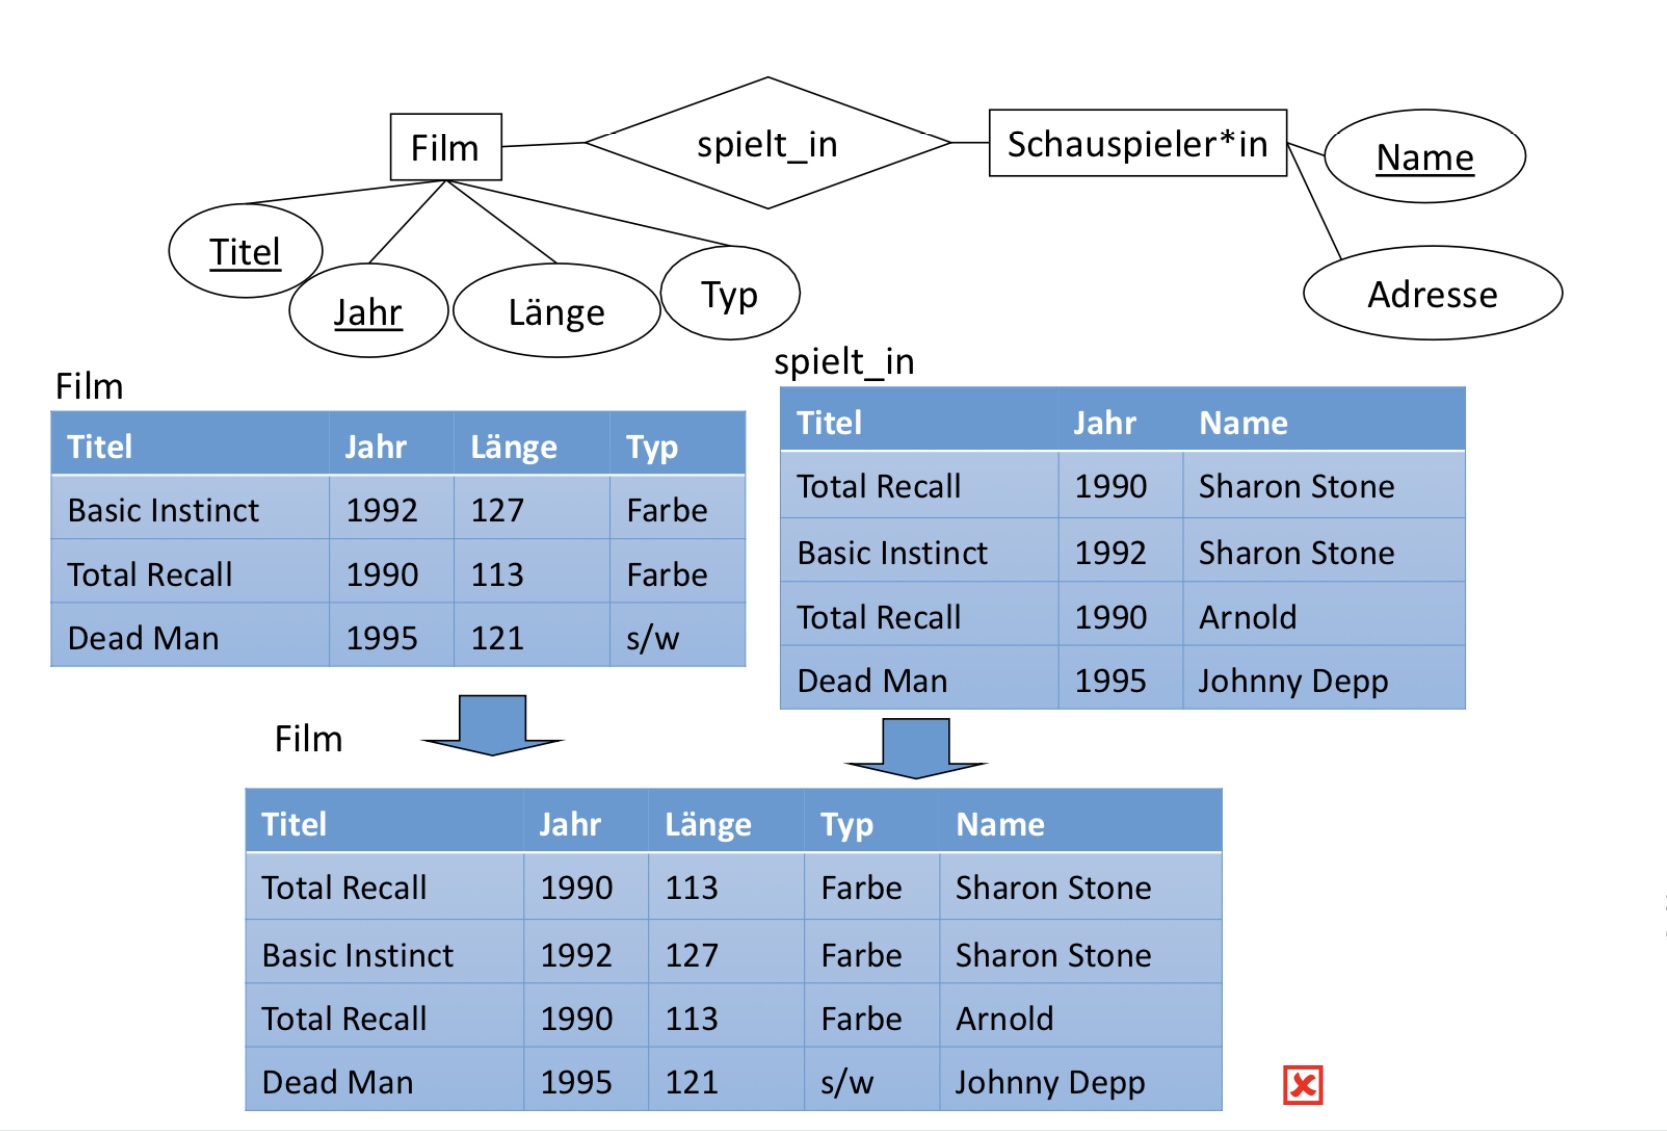 Film
spielt_in
Schauspieler*in
Name
Titel
Jahr
Länge
Typ
Adresse
Film
Titel Jahr Länge Typ
Basic Instinct 1992 127 Farbe
Total Recall 1990 113 Farbe
Dead Man 1995 121 s/w
spielt_in
Titel Jahr Name
Total Recall 1990 Sharon Stone
Basic Instinct 1992 Sharon Stone
Total Recall 1990 Arnold
Dead Man 1995 Johnny Depp
Film
Titel Jahr Länge Typ Name
Total Recall 1990 113 Farbe Sharon Stone
Basic Instinct 1992 127 Farbe Sharon Stone
Total Recall 1990 113 Farbe Arnold
Dead Man 1995 121 s/w Johnny Depp